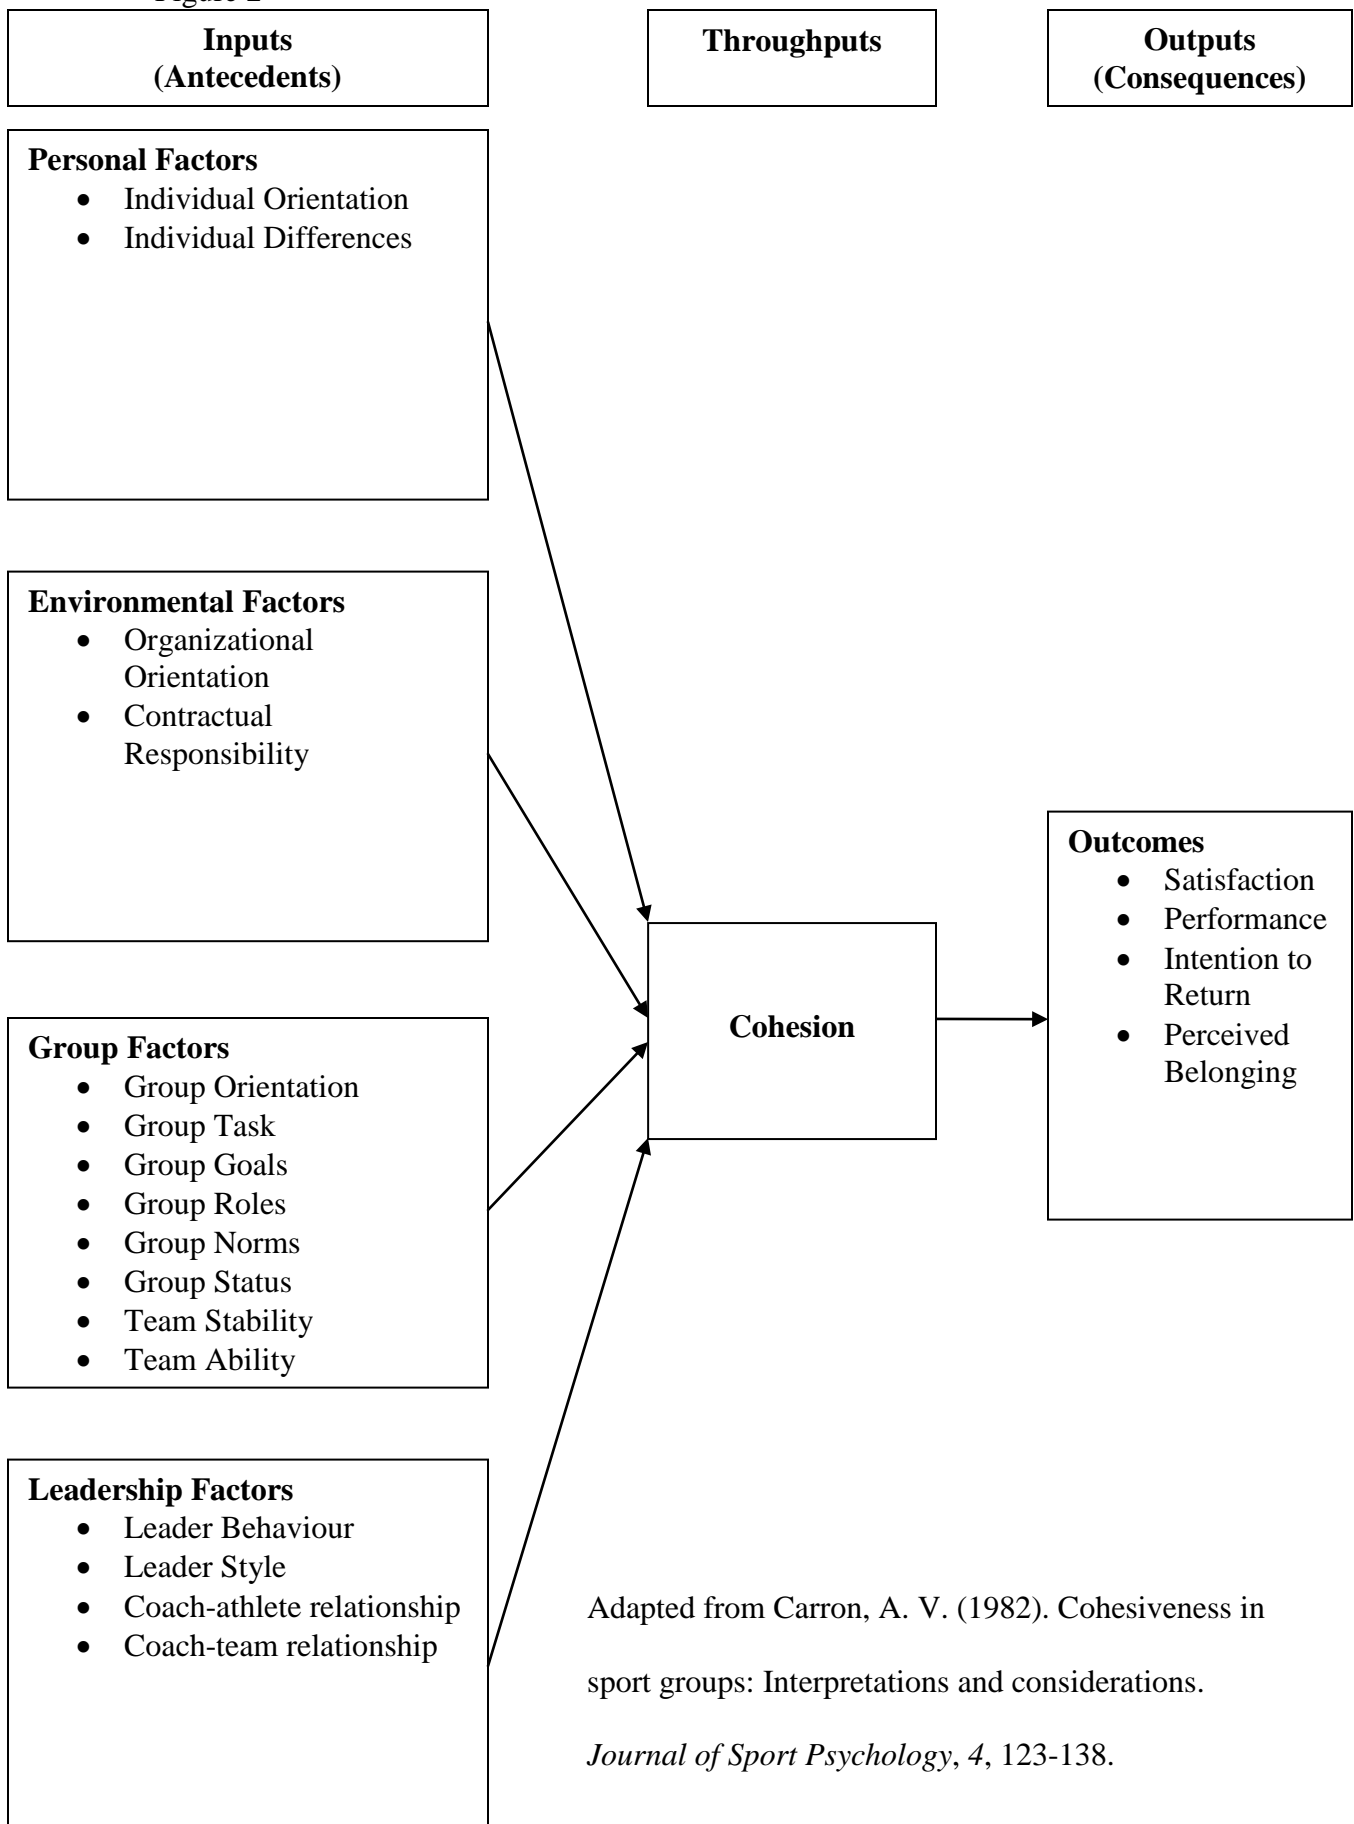 Inputs
(Antecedents)
Throughputs
Outputs
(Consequences)
Personal Factors
• Individual Orientation
• Individual Differences
Environmental Factors
• Organizational
Orientation
• Contractual
Responsibility
Group Factors
• Group Orientation
• Group Task
• Group Goals
• Group Roles
• Group Norms
• Group Status
• Team Stability
• Team Ability
Leadership Factors
• Leader Behaviour
• Leader Style
• Coach-athlete relationship
• Coach-team relationship
Cohesion
Outcomes
• Satisfaction
• Performance
• Intention to
Return
• Perceived
Belonging
Adapted from Carron, A. V. (1982). Cohesiveness in
sport groups: Interpretations and considerations.
Journal of Sport Psychology, 4, 123-138.